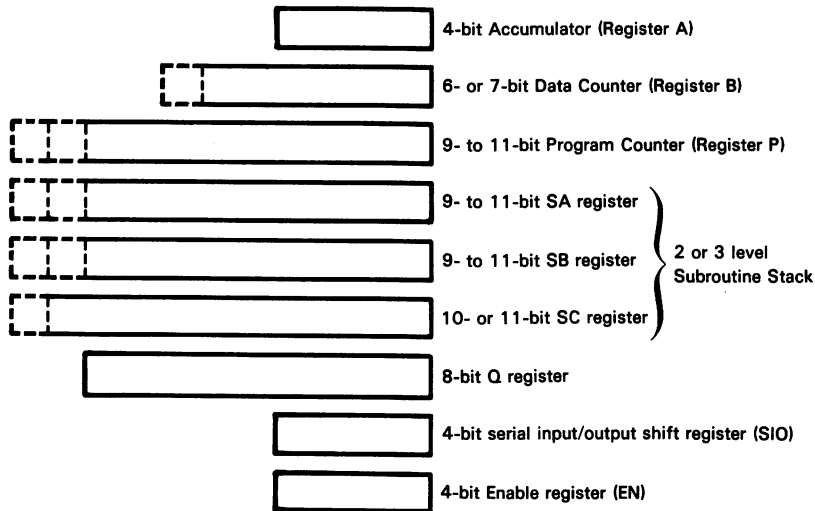 4-bit Accumulator (Register A)
6- or 7-bit Data Counter (Register B)
9- to 11-bit Program Counter (Register P)
9- to 11-bit SA register
9- to 11-bit SB register
2 or 3 level
Subroutine Stack
10- or 11-bit SC register
8-bit Q register
4-bit serial input/output shift register (SIO)
4-bit Enable register (EN)